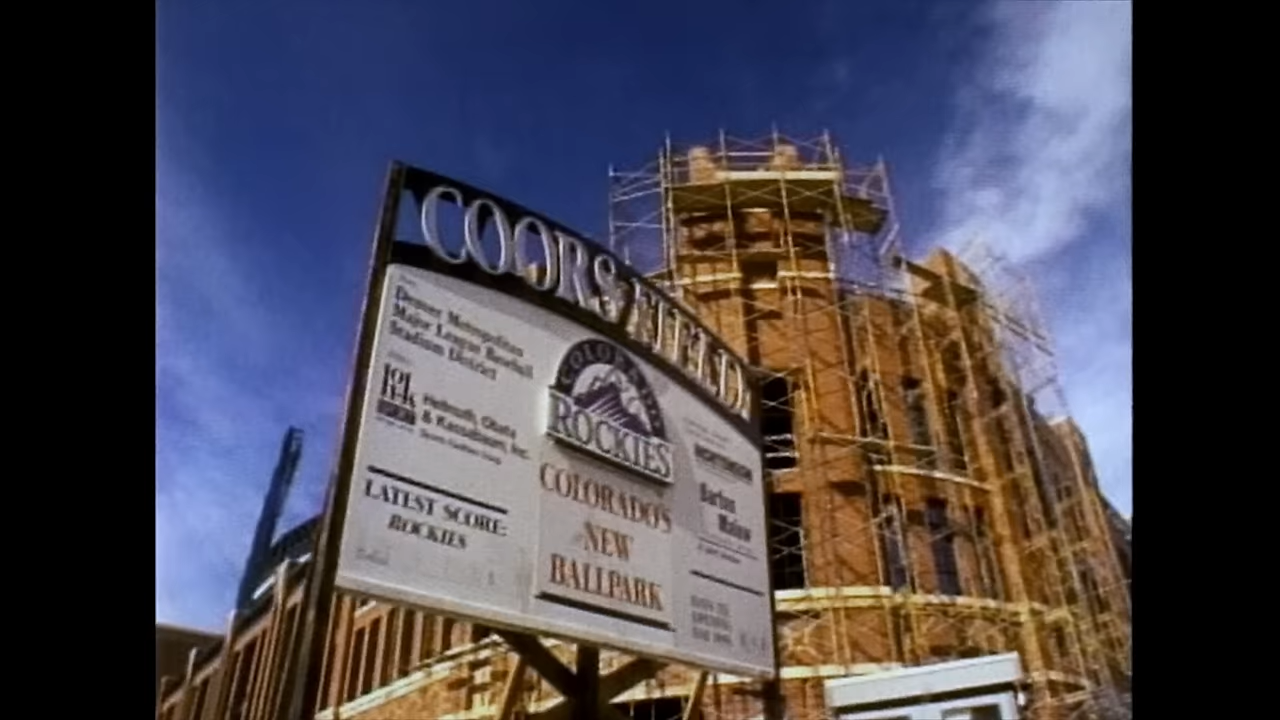 COORS FIELD
Denver Metropolitan
Major League Baseball
Stadium District
Hellmuth, Obata
& Kassabaum, Inc.
LATEST SCORE:
ROCKIES
COLORADO
ROCKIES
COLORADO'S
NEW
BALLPARK
MORTENSON
Barton
Malow